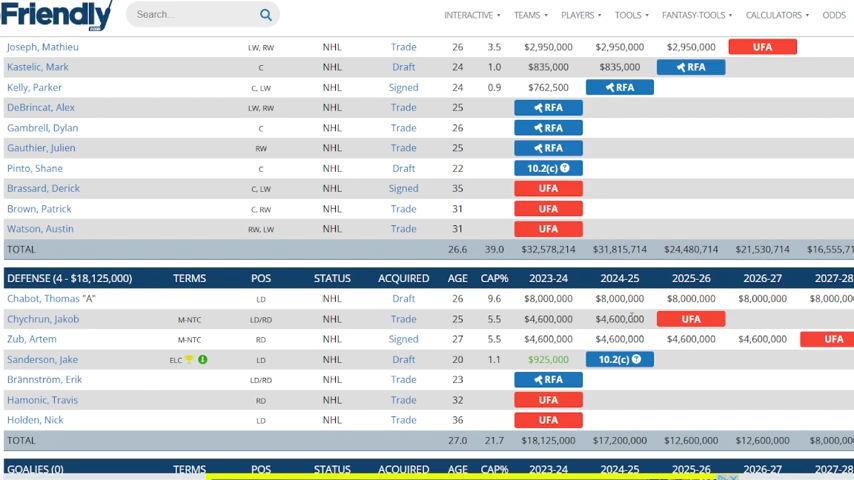 Friendly Search... INTERACTIVE TEAMS PLAYERS TOOLS FANTASY-TOOLS CALCULATORS ODDS
Joseph, Mathieu LW, RW NHL Trade 26 3.5 $2,950,000 $2,950,000 $2,950,000 UFA
Kastelic, Mark C NHL Draft 24 1.0 $835,000 $835,000 RFA
Kelly, Parker C, LW NHL Signed 24 0.9 $762,500 RFA
DeBrincat, Alex LW, RW NHL Trade 25 RFA
Gambrell, Dylan C NHL Trade 26 RFA
Gauthier, Julien RW NHL Trade 25 RFA
Pinto, Shane C NHL Draft 22 10.2(c) ?
Brassard, Derick C, LW NHL Signed 35 UFA
Brown, Patrick C, RW NHL Trade 31 UFA
Watson, Austin RW, LW NHL Trade 31 UFA
TOTAL 26.6 39.0 $32,578,214 $31,815,714 $24,480,714 $21,530,714 $16,555,71
DEFENSE (4 - $18,125,000) TERMS POS STATUS ACQUIRED AGE CAP% 2023-24 2024-25 2025-26 2026-27 2027-28
Chabot, Thomas "A" LD NHL Draft 26 9.6 $8,000,000 $8,000,000 $8,000,000 $8,000,000 $8,000,00
Chychrun, Jakob M-NTC LD/RD NHL Trade 25 5.5 $4,600,000 $4,600,000 UFA
Zub, Artem M-NTC RD NHL Signed 27 5.5 $4,600,000 $4,600,000 $4,600,000 $4,600,000 UFA
Sanderson, Jake ELC LD NHL Draft 20 1.1 $925,000 10.2(c) ?
Brännström, Erik LD/RD NHL Trade 23 RFA
Hamonic, Travis RD NHL Trade 32 UFA
Holden, Nick LD NHL Trade 36 UFA
TOTAL 27.0 21.7 $18,125,000 $17,200,000 $12,600,000 $12,600,000 $8,000,00
GOALIES (0) TERMS POS STATUS ACQUIRED AGE CAP% 2023-24 2024-25 2025-26 2026-27 2027-28